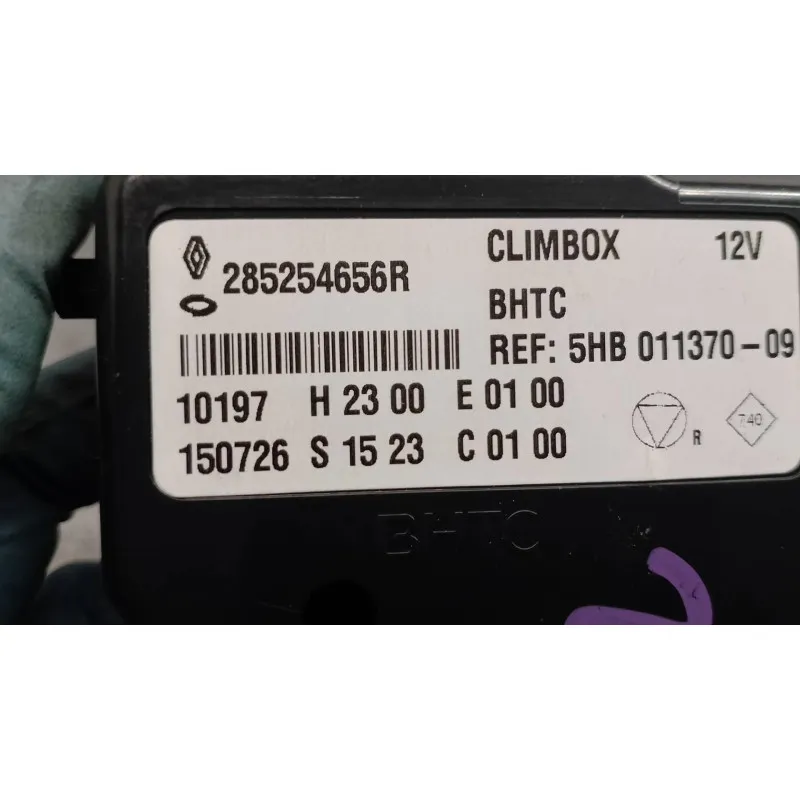 285254656R
CLIMBOX 12V
BHTC
REF: 5HB 011370-09
10197 H 23 00 E 01 00
150726 S 15 23 C 01 00
R
740
BHTC